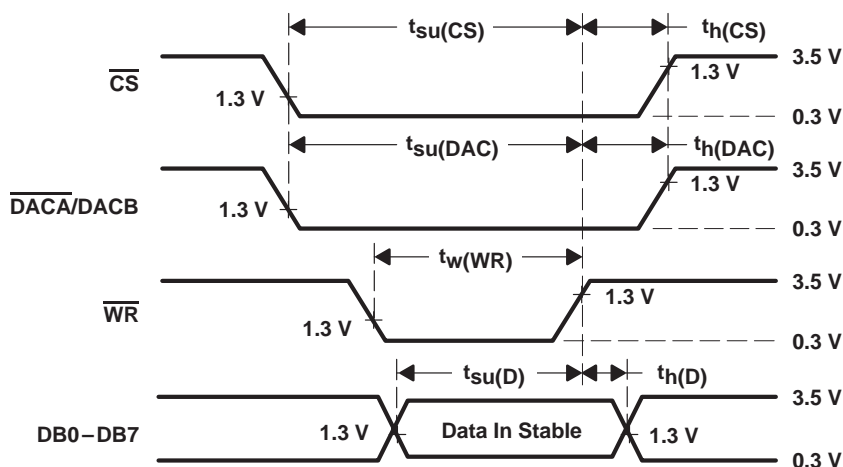 tsu(CS) th(CS)
CS 1.3 V 1.3 V 3.5 V
0.3 V
tsu(DAC) th(DAC)
DACA/DACB 1.3 V 1.3 V 3.5 V
0.3 V
tw(WR)
WR 1.3 V 1.3 V 3.5 V
0.3 V
tsu(D) th(D)
DB0–DB7 1.3 V Data In Stable 1.3 V 3.5 V
0.3 V